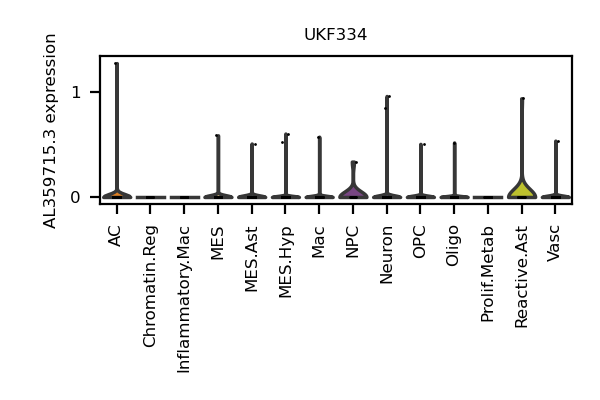 UKF334
AL359715.3 expression
1
0
AC
Chromatin.Reg
Inflammatory.Mac
MES
MES.Ast
MES.Hyp
Mac
NPC
Neuron
OPC
Oligo
Prolif.Metab
Reactive.Ast
Vasc